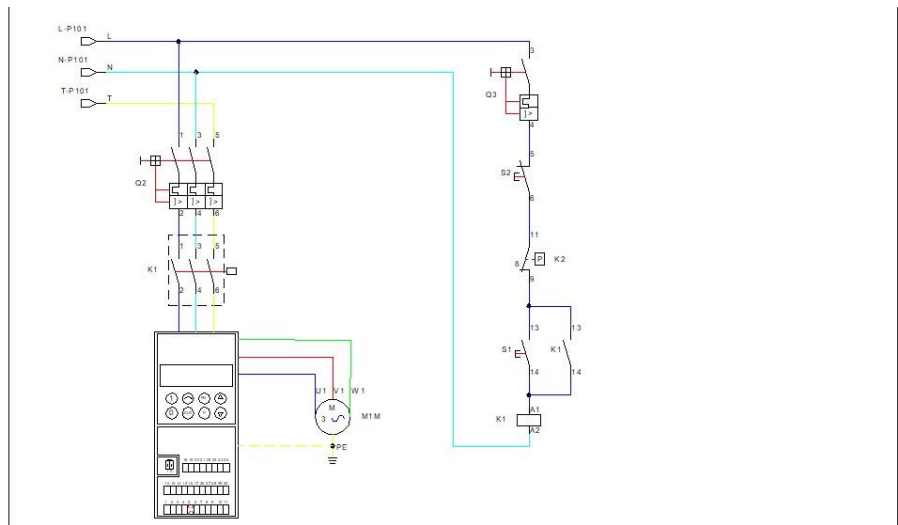 L-P101
L
N-P101
N
T-P101
T
3
Q3
]>
4
1 3 5
Q2
]> ]> ]>
2 4 6
5
S2
6
1 3 5
K1
2 4 6
11
P K2
8
9
13 13
S1 K1
14 14
U1 V1 W1
M
3
M1M
K1
A1
A2
PE
1
0